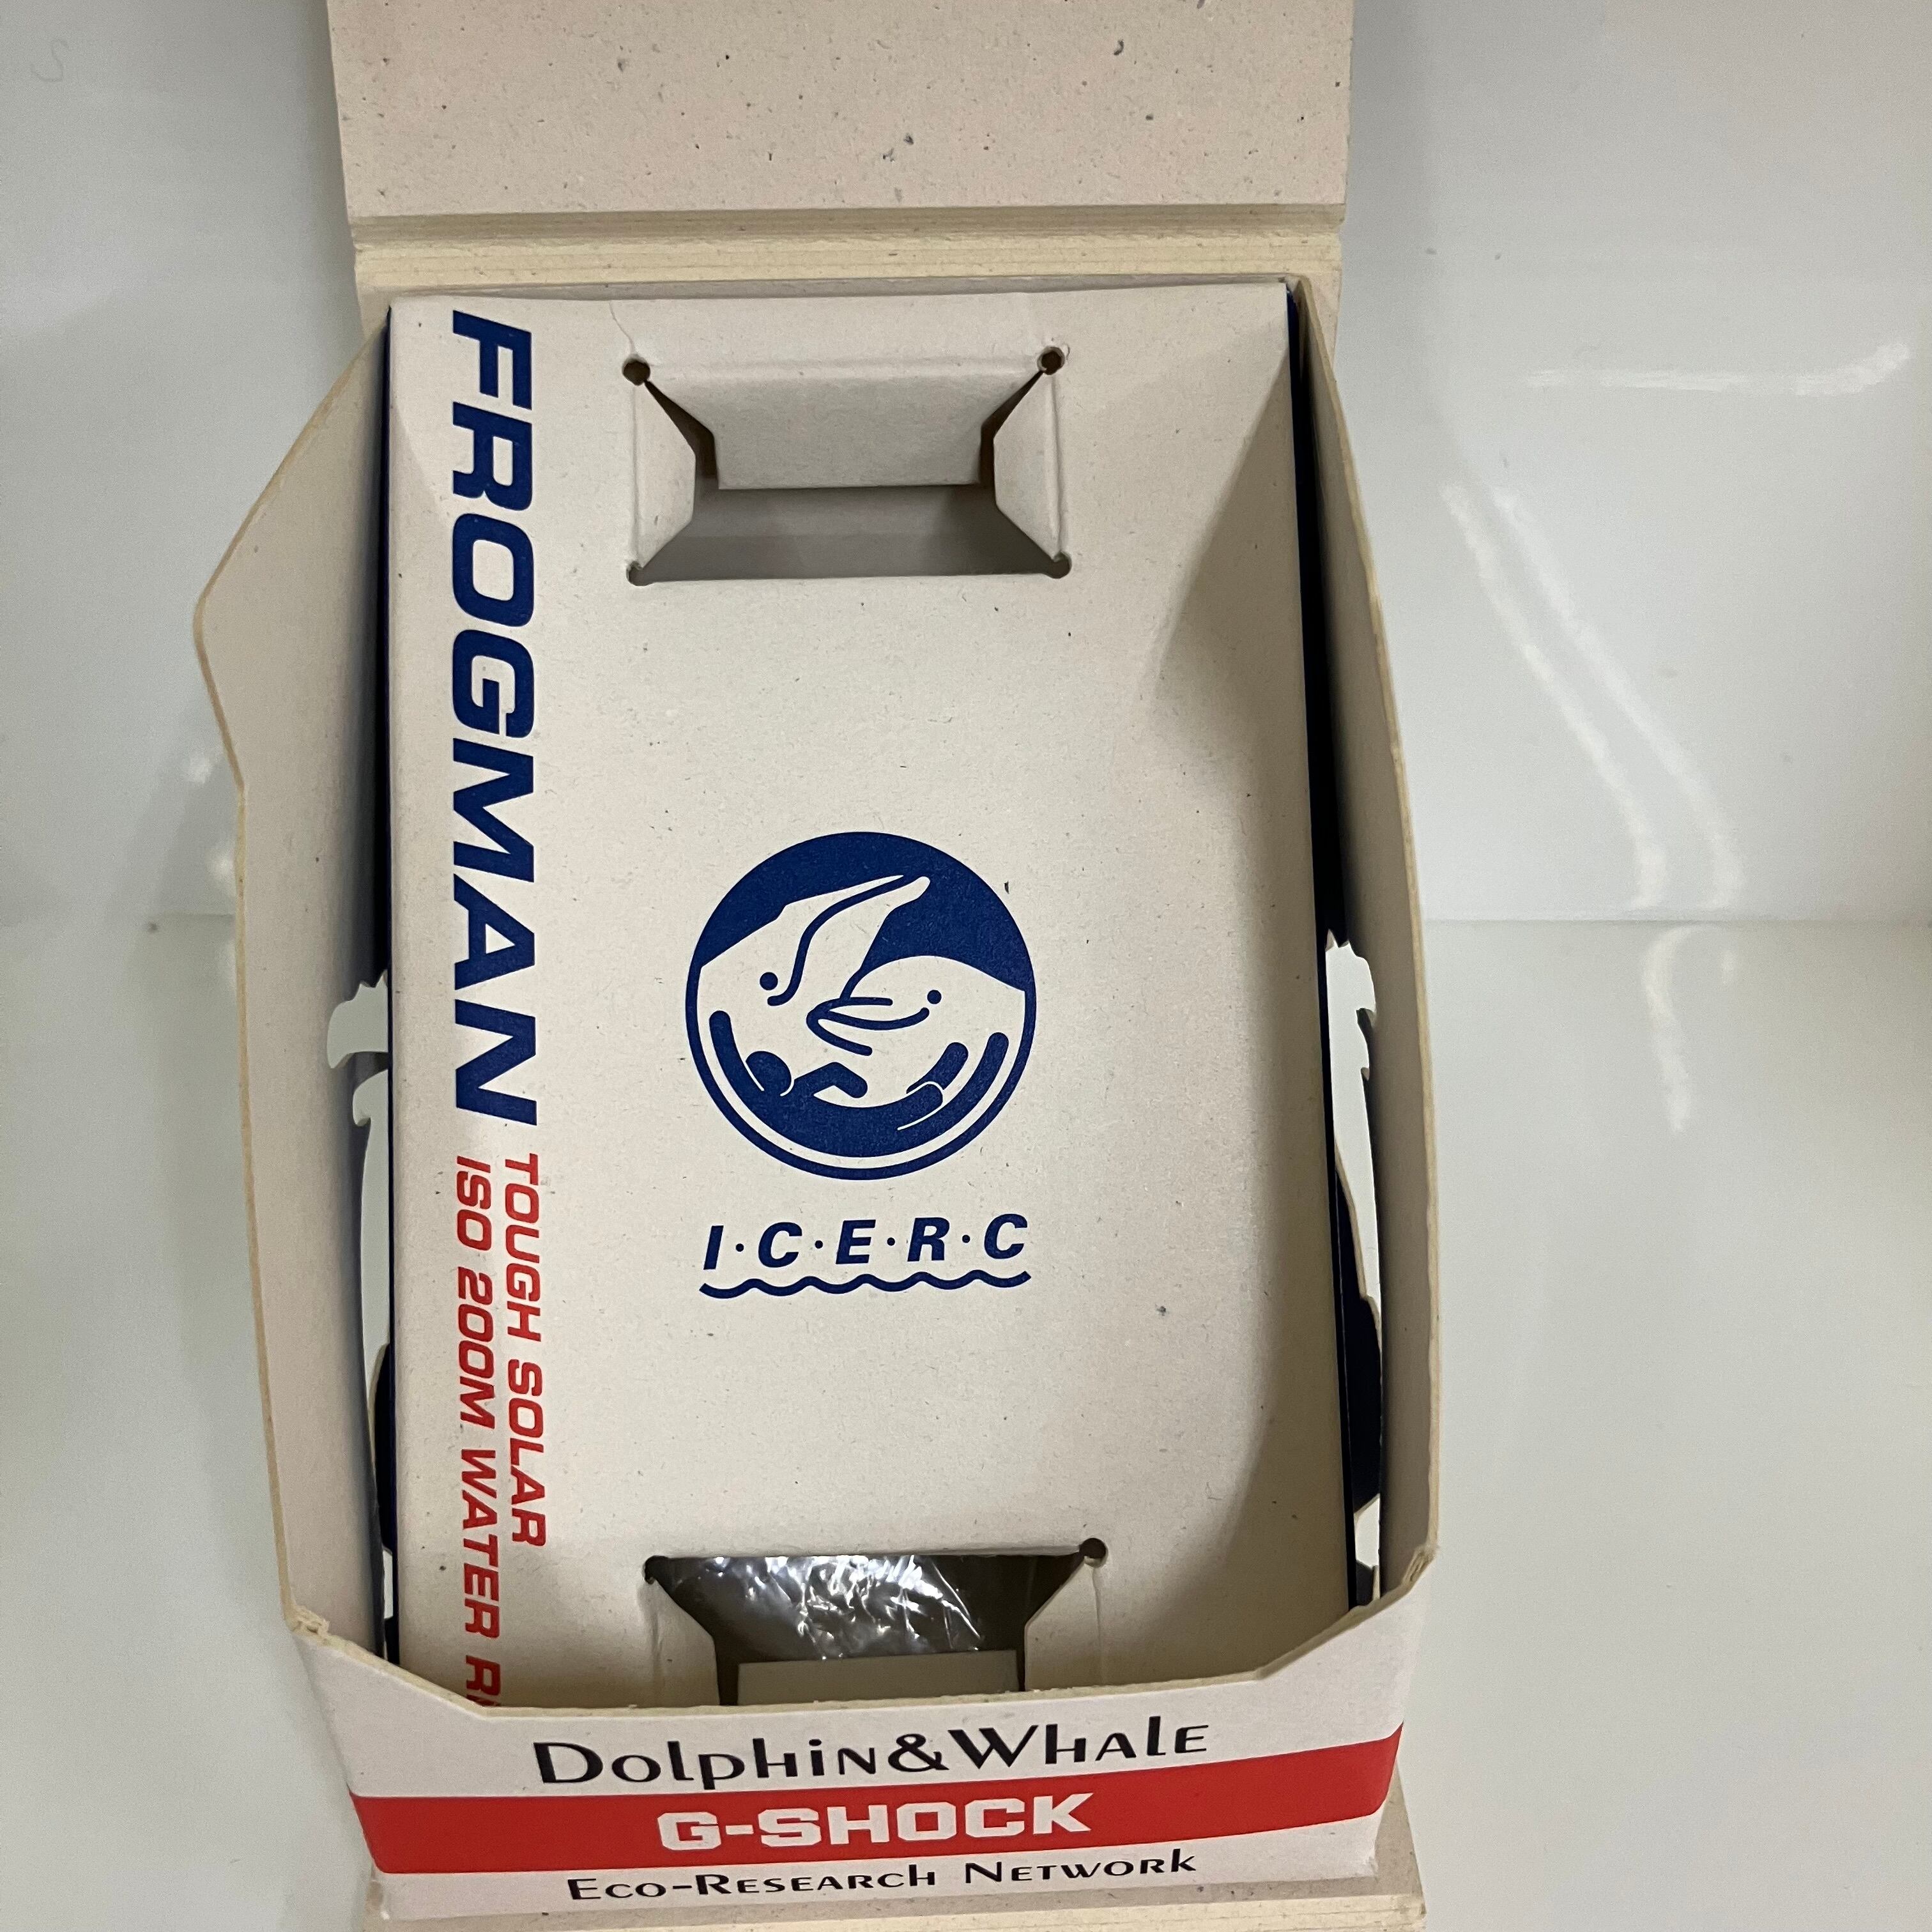 FROGMAN
TOUGH SOLAR
ISO 200M WATER
I·C·E·R·C
Dolphin&Whale
G-SHOCK
Eco-Research Network